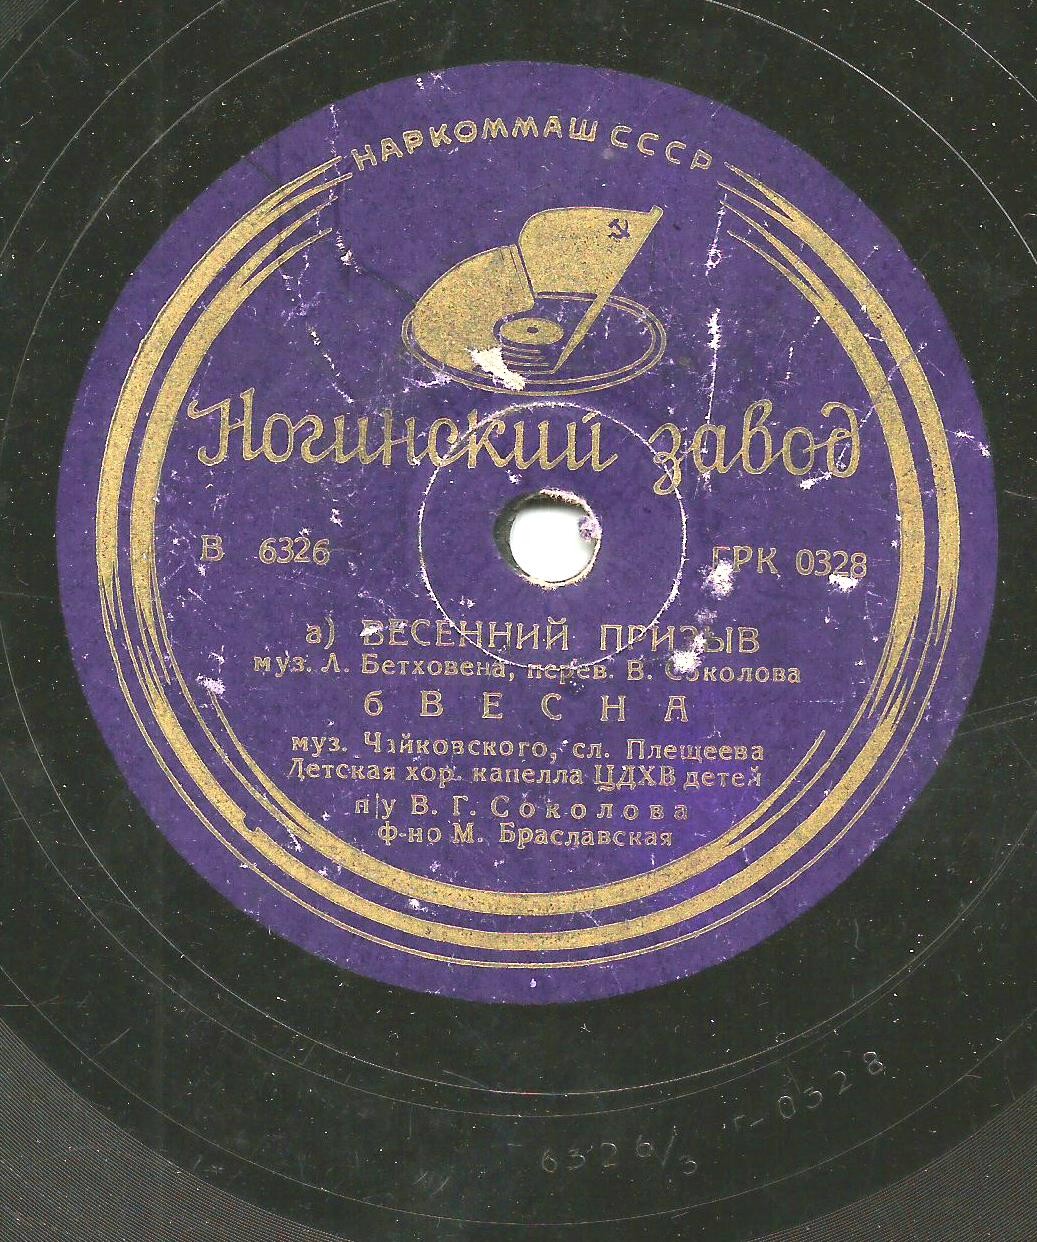 НАРКОММАШ СССР
Ногинский завод
В 6326 ГРК 0328
а) ВЕСЕННИЙ ПРИЗЫВ
муз. Л. Бетховена, перев. В. Соколова
б ВЕСНА
муз. Чайковского, сл. Плещеева
Детская хор. капелла ЦДХВ детей
п/у В. Г. Соколова
ф-но М. Браславская
г-0328
6326/3